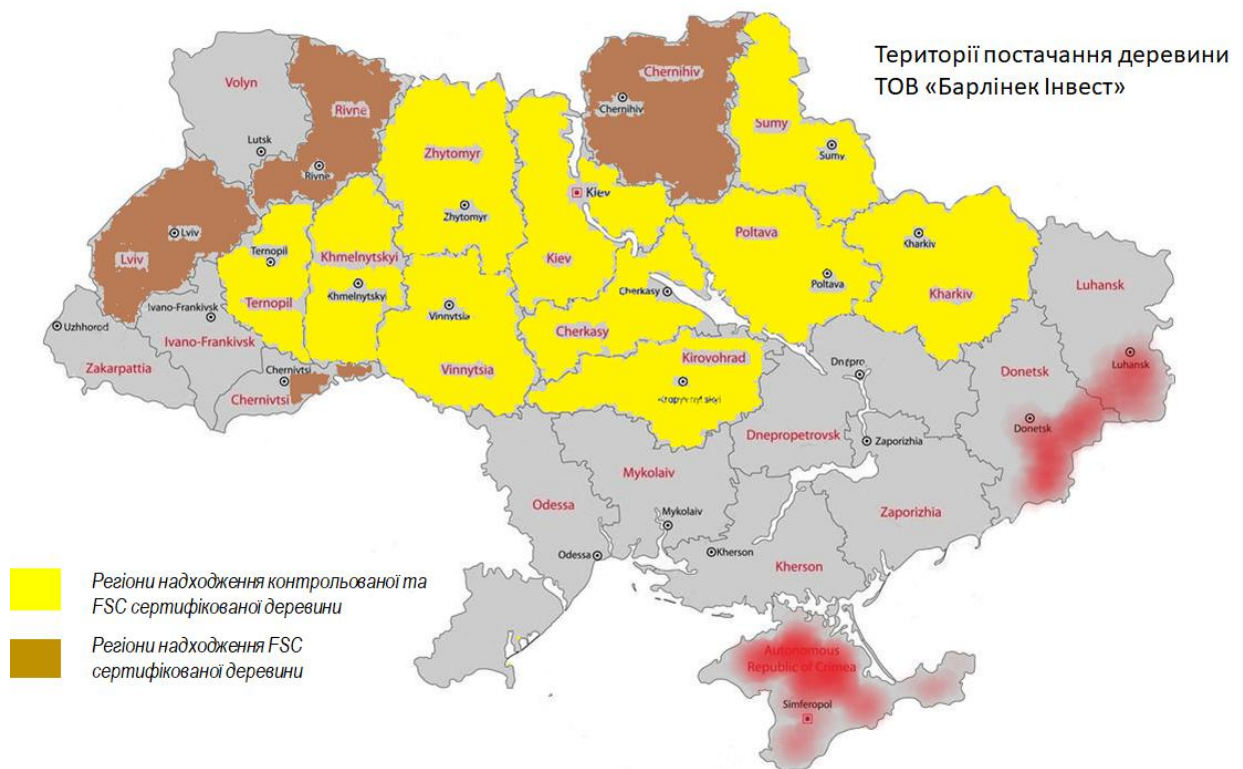 Території постачання деревини
ТОВ «Барлінек Інвест»
Volyn
Lutsk
Rivne
Rivne
Chernihiv
Chernihiv
Sumy
Sumy
Zhytomyr
Zhytomyr
Kiev
Kiev
Lviv
Lviv
Ternopil
Ternopil
Khmelnytskyi
Khmelnytskyi
Vinnytsia
Vinnytsia
Cherkasy
Cherkasy
Poltava
Poltava
Kharkiv
Kharkiv
Luhansk
Luhansk
Uzhhorod
Zakarpattia
Ivano-Frankivsk
Ivano-Frankivsk
Chernivtsi
Chernivtsi
Kirovohrad
Dnipro
Dnepropetrovsk
Donetsk
Donetsk
Zaporizhia
Zaporizhia
Mykolaiv
Mykolaiv
Odessa
Odessa
Kherson
Kherson
Autonomous
Republic of Crimea
Simferopol
Регіони надходження контрольованої та
FSC сертифікованої деревини
Регіони надходження FSC
сертифікованої деревини